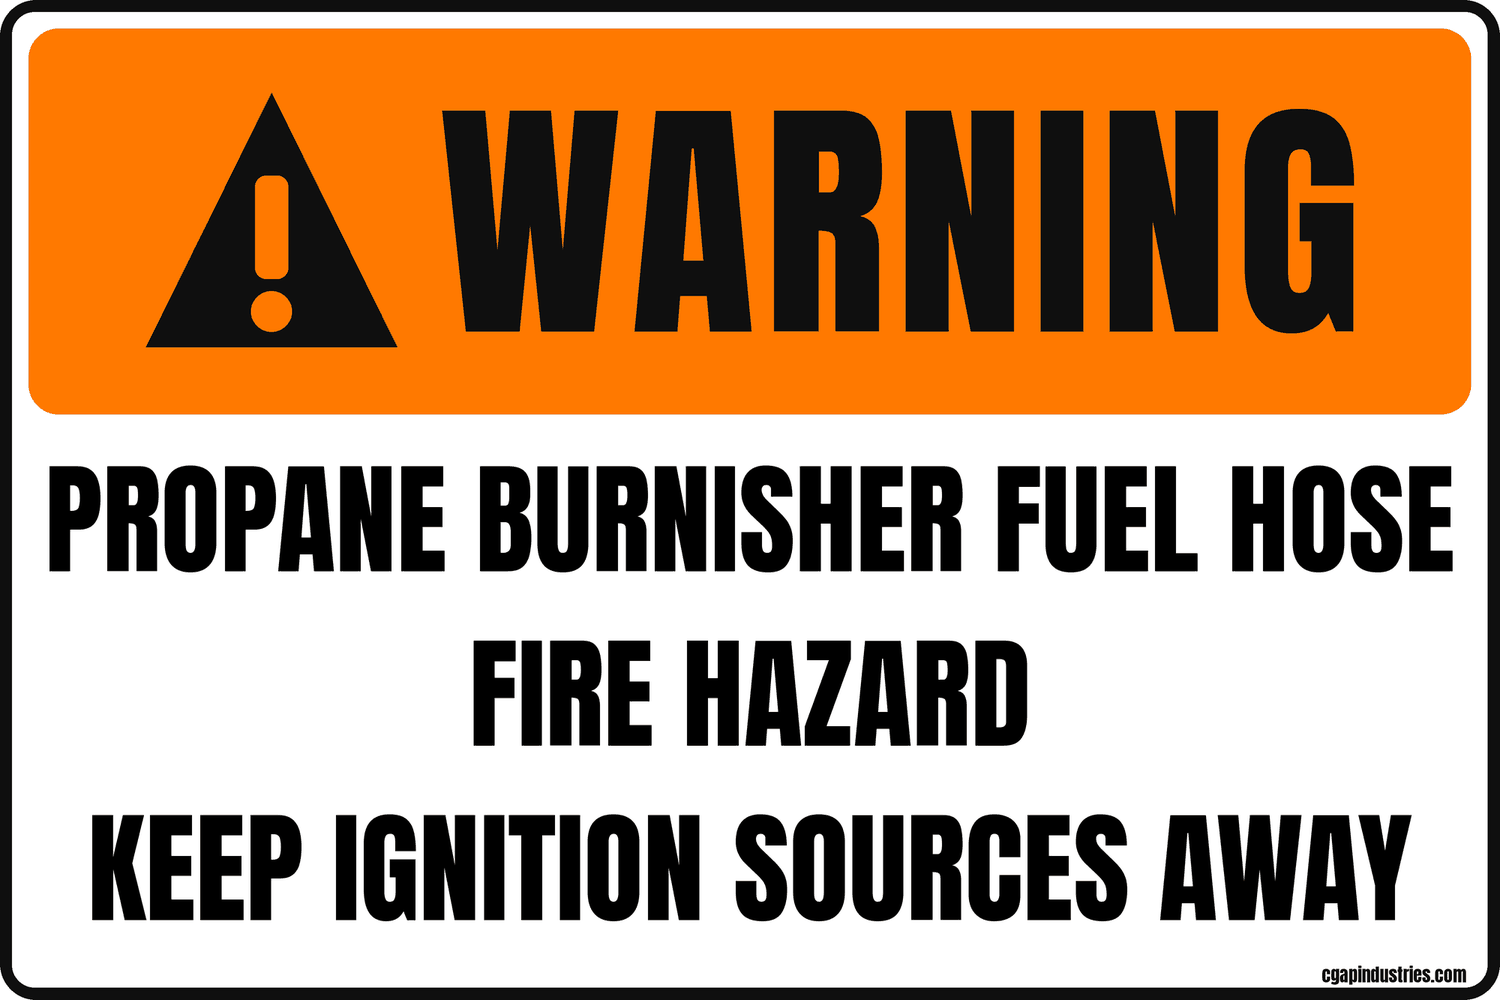 WARNING
PROPANE BURNISHER FUEL HOSE
FIRE HAZARD
KEEP IGNITION SOURCES AWAY
cgapindustries.com